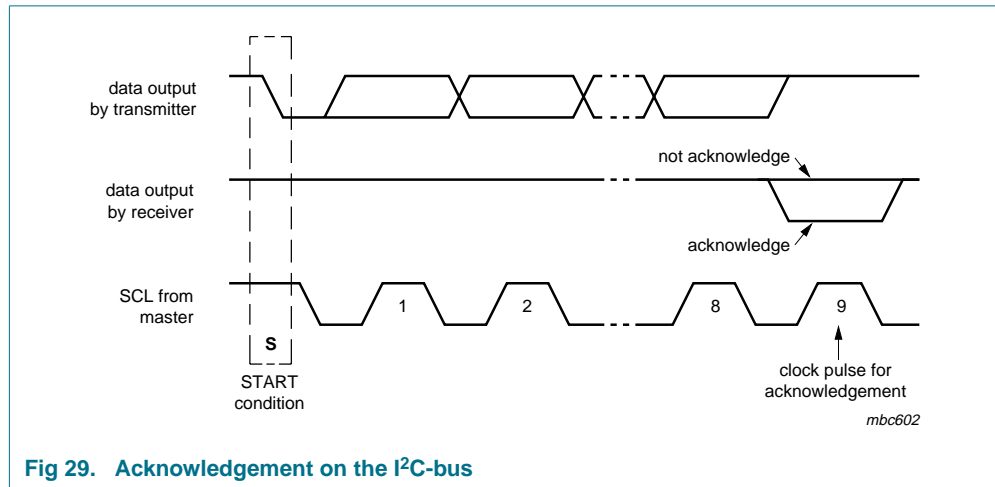 data output
by transmitter
not acknowledge
data output
by receiver
acknowledge
SCL from
master
1
2
8
9
S
START
condition
clock pulse for
acknowledgement
mbc602
Fig 29. Acknowledgement on the I²C-bus